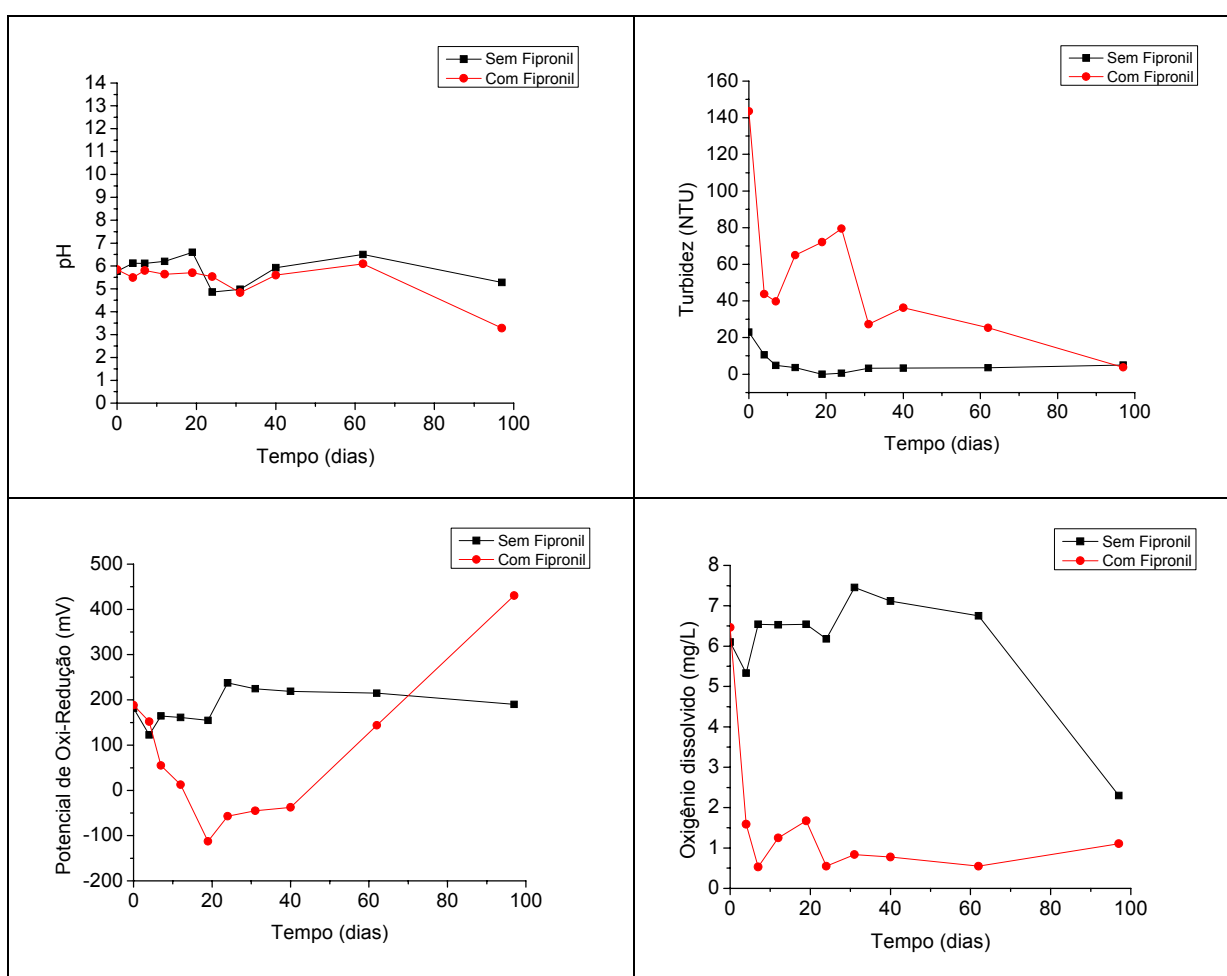 Sem Fipronil
Com Fipronil
14
13
12
11
10
9
8
7
6
5
4
3
2
1
0
pH
0 20 40 60 80 100
Tempo (dias)
Sem Fipronil
Com Fipronil
160
140
120
100
80
60
40
20
0
Turbidez (NTU)
0 20 40 60 80 100
Tempo (dias)
Sem Fipronil
Com Fipronil
500
400
300
200
100
0
-100
-200
Potencial de Oxi-Redução (mV)
0 20 40 60 80 100
Tempo (dias)
Sem Fipronil
Com Fipronil
8
7
6
5
4
3
2
1
0
Oxigênio dissolvido (mg/L)
0 20 40 60 80 100
Tempo (dias)